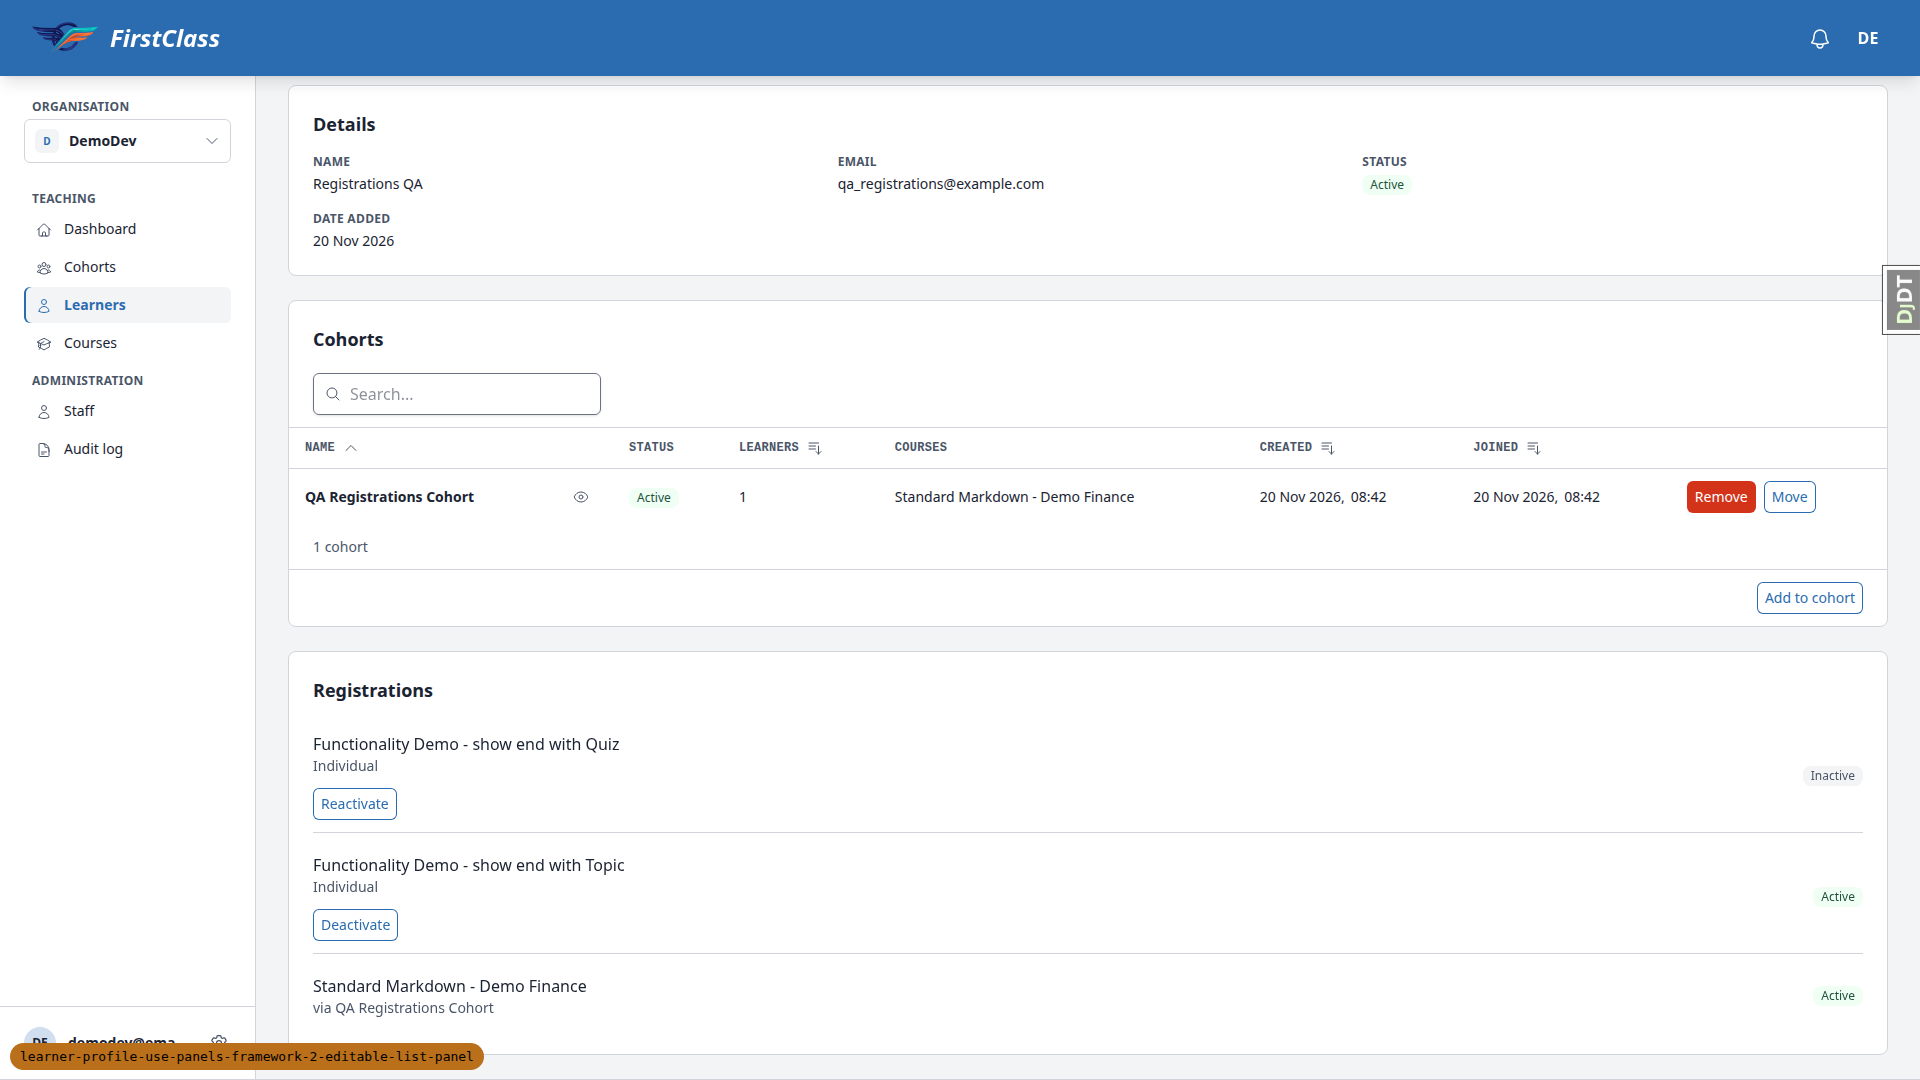 FirstClass
DE
ORGANISATION
D DemoDev
TEACHING
Dashboard
Cohorts
Learners
Courses
ADMINISTRATION
Staff
Audit log
Details
NAME EMAIL STATUS
Registrations QA qa_registrations@example.com Active
DATE ADDED
20 Nov 2026
DjDT
Cohorts
Search...
NAME STATUS LEARNERS COURSES CREATED JOINED
QA Registrations Cohort Active 1 Standard Markdown - Demo Finance 20 Nov 2026, 08:42 20 Nov 2026, 08:42 Remove Move
1 cohort
Add to cohort
Registrations
Functionality Demo - show end with Quiz
Individual
Inactive
Reactivate
Functionality Demo - show end with Topic
Individual
Active
Deactivate
Standard Markdown - Demo Finance
via QA Registrations Cohort
Active
DE demodev@ema
learner-profile-use-panels-framework-2-editable-list-panel